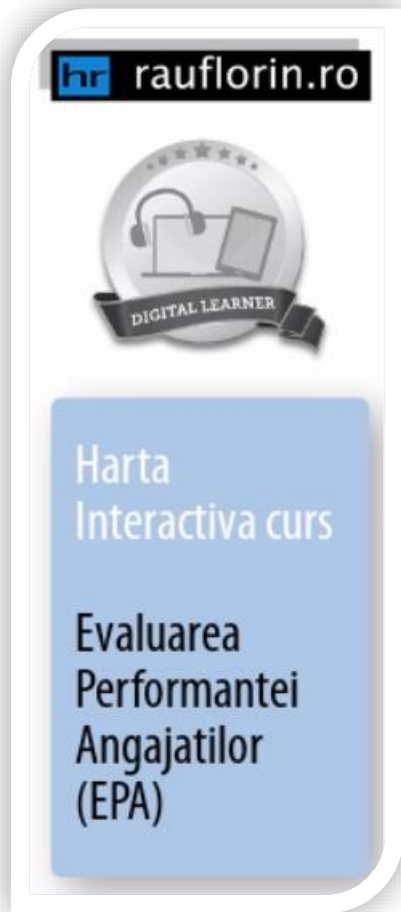 hr rauflorin.ro
DIGITAL LEARNER
Harta
Interactiva curs
Evaluarea
Performantei
Angajatilor
(EPA)